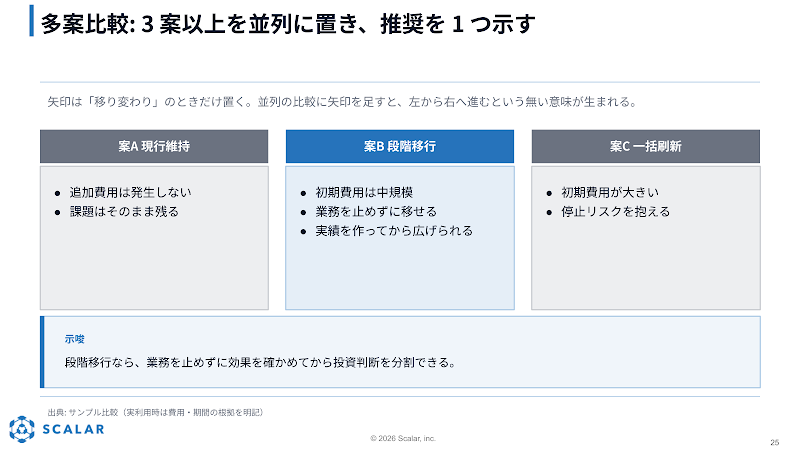 多案比較: 3 案以上を並列に置き、推奨を 1 つ示す
矢印は「移り変わり」のときだけ置く。並列の比較に矢印を足すと、左から右へ進むという無い意味が生まれる。
案A 現行維持
● 追加費用は発生しない
● 課題はそのまま残る
案B 段階移行
● 初期費用は中規模
● 業務を止めずに移せる
● 実績を作ってから広げられる
案C 一括刷新
● 初期費用が大きい
● 停止リスクを抱える
示唆
段階移行なら、業務を止めずに効果を確かめてから投資判断を分割できる。
出典: サンプル比較（実利用時は費用・期間の根拠を明記）
SCALAR
© 2026 Scalar, inc.
25